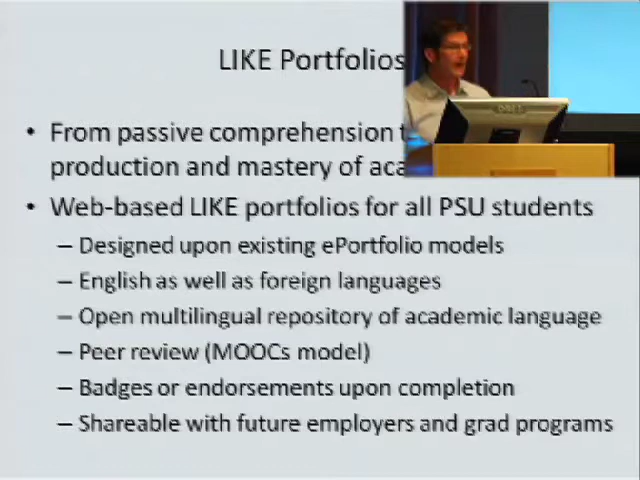 LIKE Portfolios
• From passive comprehension
production and mastery of
• Web-based LIKE portfolios for all PSU students
– Designed upon existing ePortfolio models
– English as well as foreign languages
– Open multilingual repository of academic language
– Peer review (MOOCs model)
– Badges or endorsements upon completion
– Shareable with future employers and grad programs
DELL